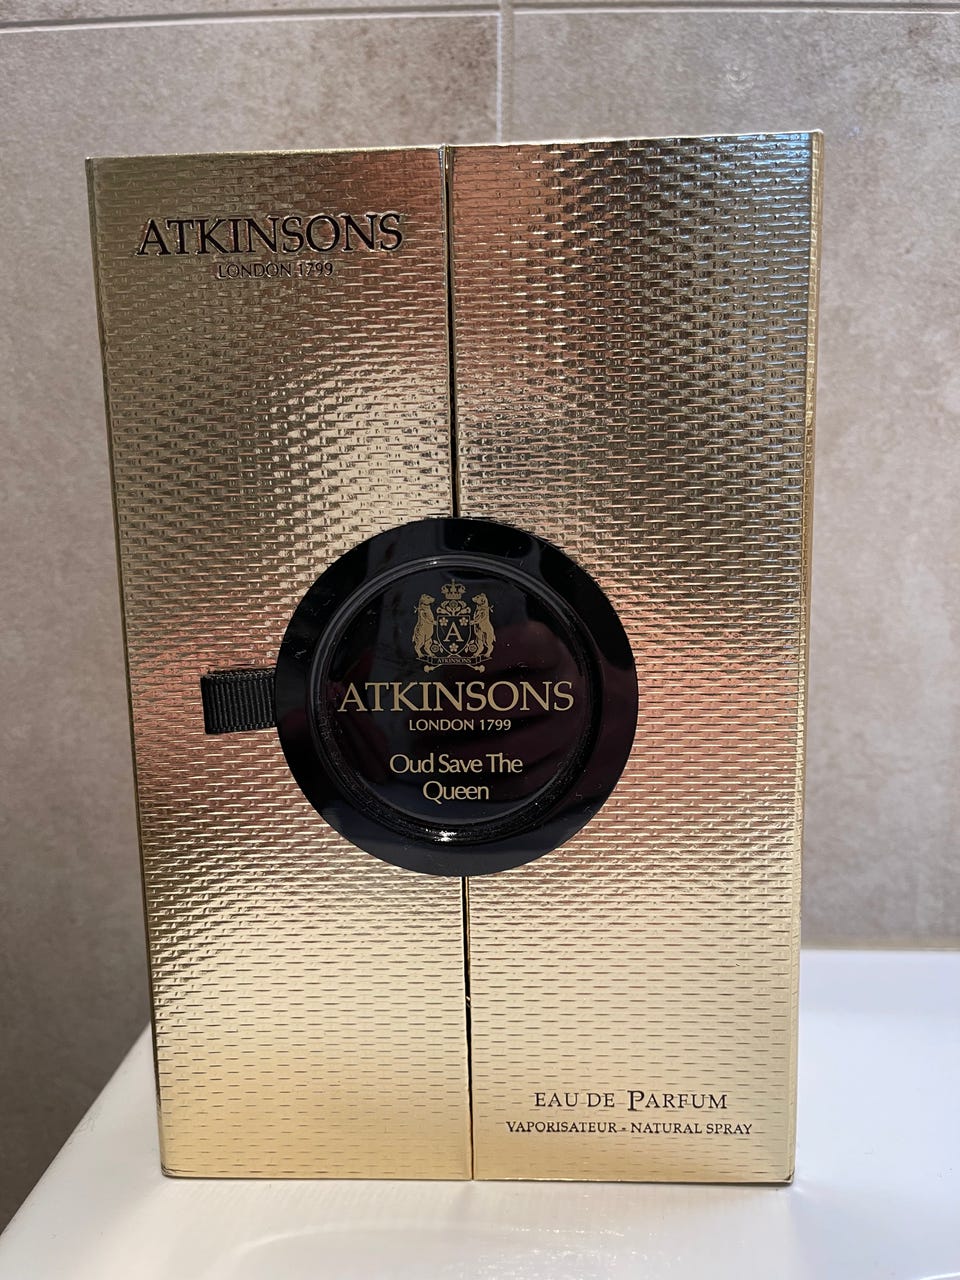 ATKINSONS
LONDON 1799
A
ATKINSONS
ATKINSONS
LONDON 1799
Oud Save The
Queen
EAU DE PARFUM
VAPORISATEUR - NATURAL SPRAY